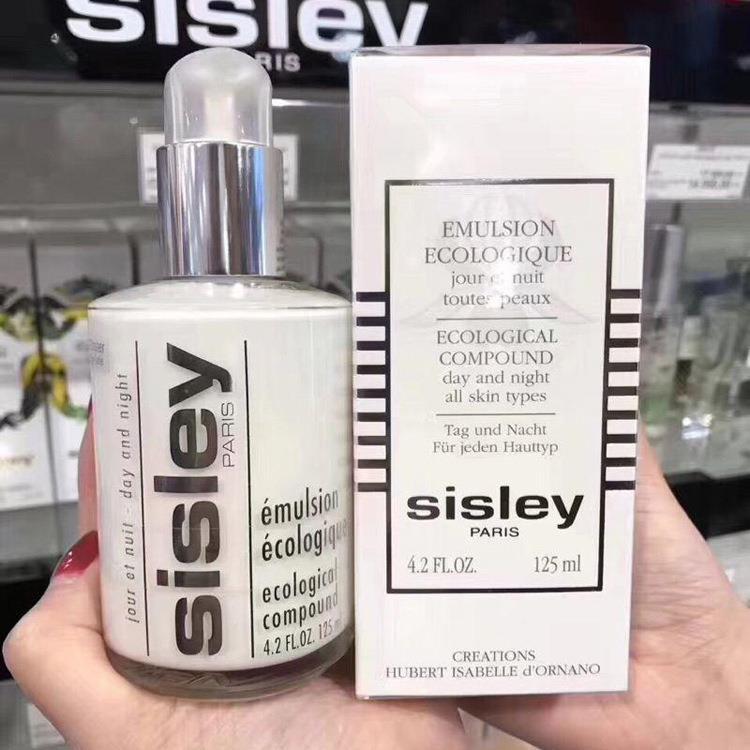 sisley
PARIS
jour et nuit - day and night
sisley
PARIS
émulsion
écologique
ecological
compound
4.2 FL.OZ. 125 ml
EMULSION
ECOLOGIQUE
jour et nuit
toutes peaux
ECOLOGICAL
COMPOUND
day and night
all skin types
Tag und Nacht
Für jeden Hauttyp
sisley
PARIS
4.2 FL.OZ. 125 ml
CREATIONS
HUBERT ISABELLE d'ORNANO